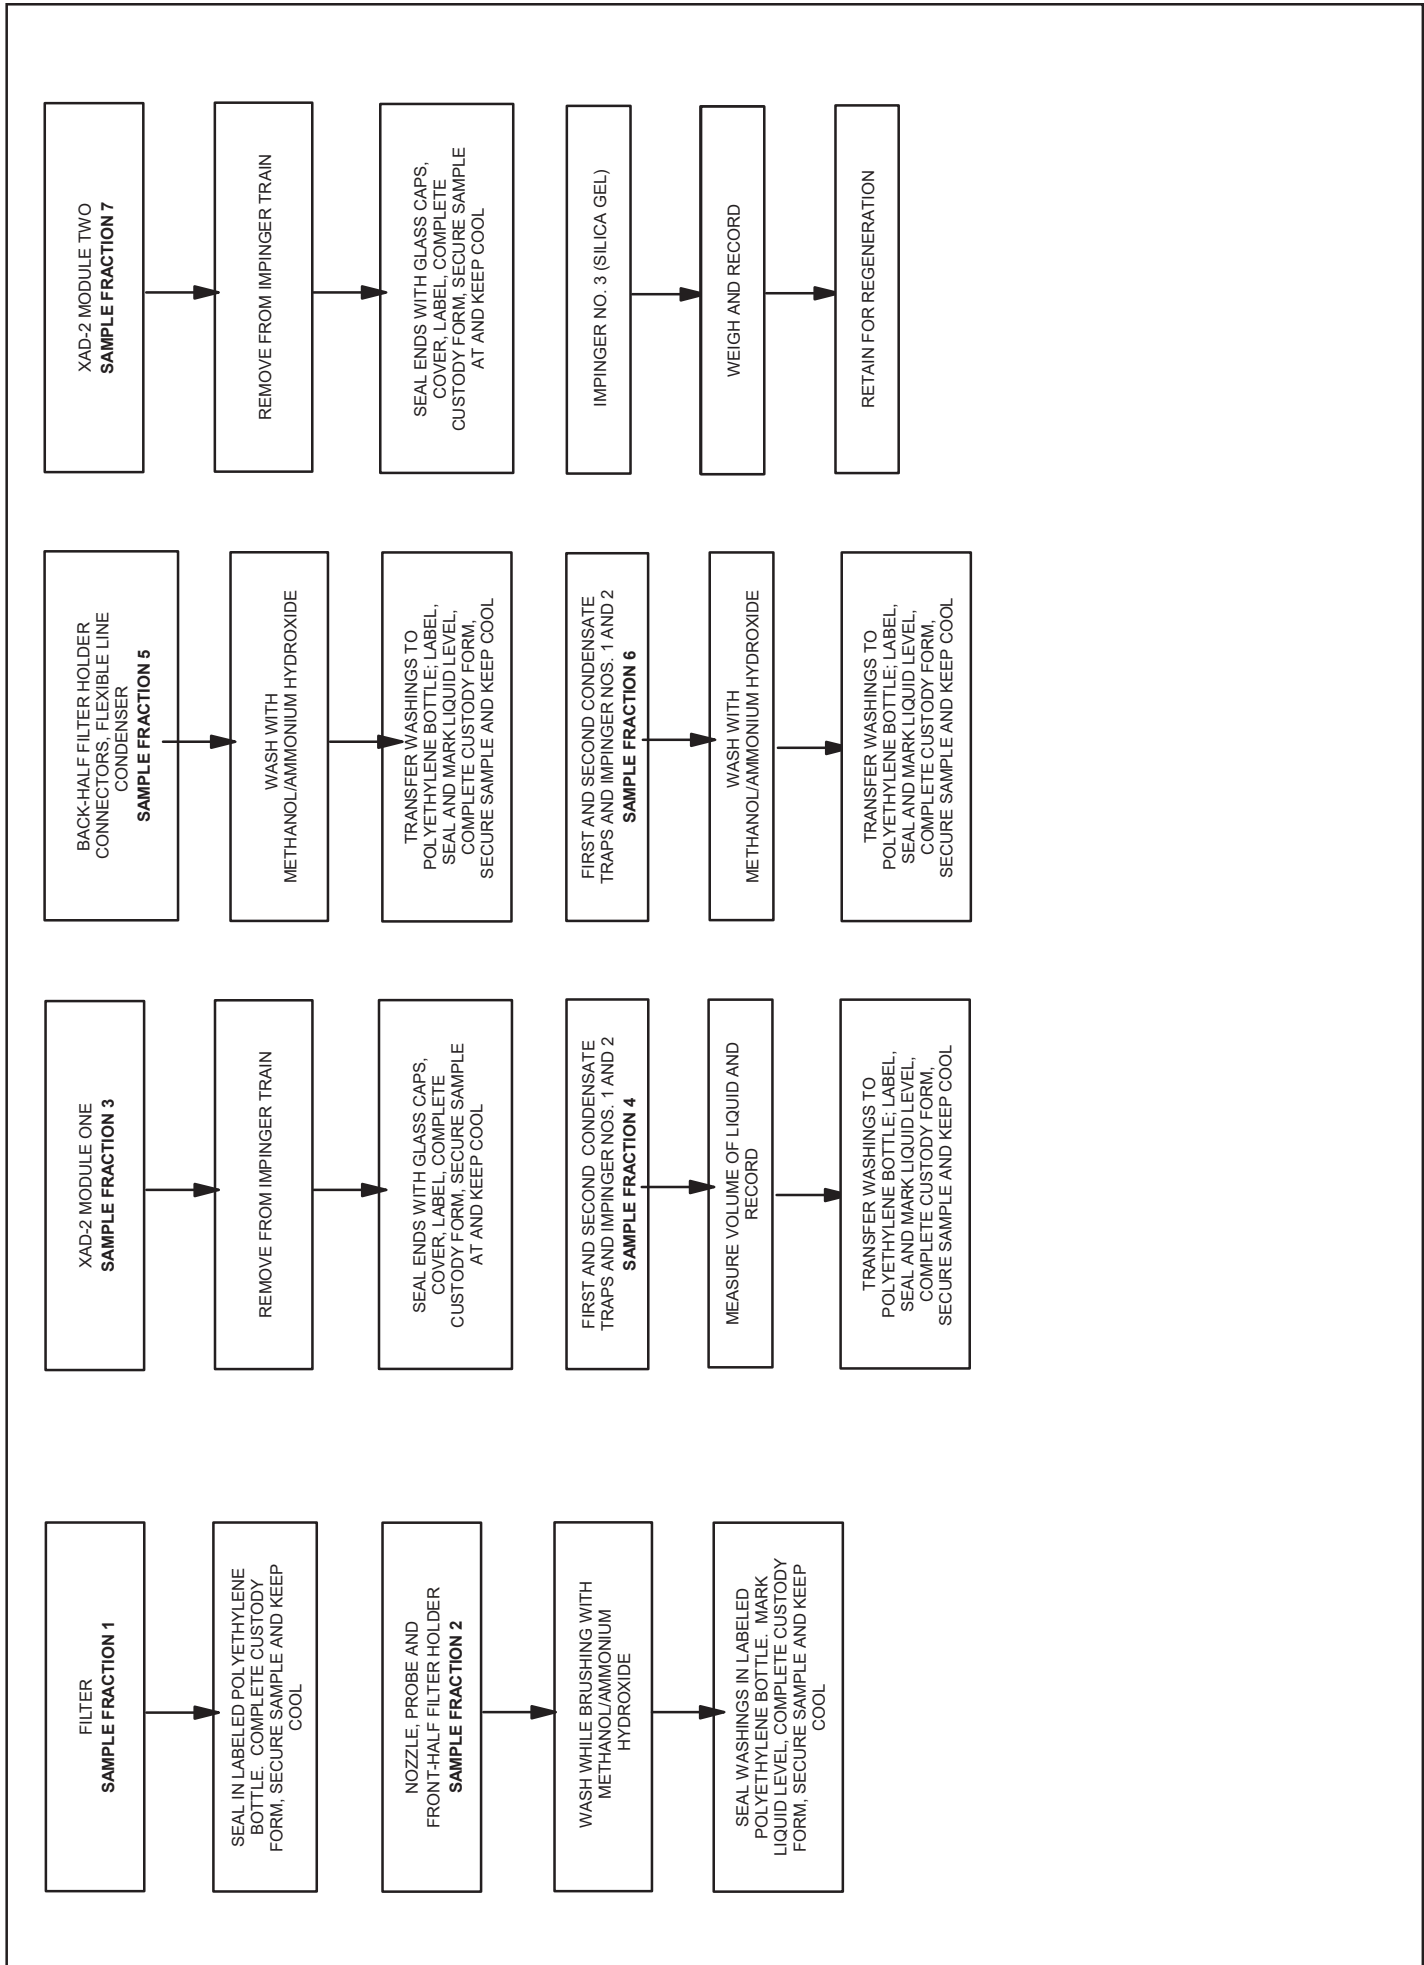 FILTER
SAMPLE FRACTION 1
SEAL IN LABELED POLYETHYLENE
BOTTLE. COMPLETE CUSTODY
FORM, SECURE SAMPLE AND KEEP
COOL
NOZZLE, PROBE AND
FRONT-HALF FILTER HOLDER
SAMPLE FRACTION 2
WASH WHILE BRUSHING WITH
METHANOL/AMMONIUM
HYDROXIDE
SEAL WASHINGS IN LABELED
POLYETHYLENE BOTTLE. MARK
LIQUID LEVEL, COMPLETE CUSTODY
FORM, SECURE SAMPLE AND KEEP
COOL
XAD-2 MODULE ONE
SAMPLE FRACTION 3
REMOVE FROM IMPINGER TRAIN
SEAL ENDS WITH GLASS CAPS,
COVER, LABEL, COMPLETE
CUSTODY FORM, SECURE SAMPLE
AT AND KEEP COOL
FIRST AND SECOND CONDENSATE
TRAPS AND IMPINGER NOS. 1 AND 2
SAMPLE FRACTION 4
MEASURE VOLUME OF LIQUID AND
RECORD
TRANSFER WASHINGS TO
POLYETHYLENE BOTTLE; LABEL,
SEAL AND MARK LIQUID LEVEL,
COMPLETE CUSTODY FORM,
SECURE SAMPLE AND KEEP COOL
BACK-HALF FILTER HOLDER
CONNECTORS, FLEXIBLE LINE
CONDENSER
SAMPLE FRACTION 5
WASH WITH
METHANOL/AMMONIUM HYDROXIDE
TRANSFER WASHINGS TO
POLYETHYLENE BOTTLE; LABEL,
SEAL AND MARK LIQUID LEVEL,
COMPLETE CUSTODY FORM,
SECURE SAMPLE AND KEEP COOL
FIRST AND SECOND CONDENSATE
TRAPS AND IMPINGER NOS. 1 AND 2
SAMPLE FRACTION 6
WASH WITH
METHANOL/AMMONIUM HYDROXIDE
TRANSFER WASHINGS TO
POLYETHYLENE BOTTLE; LABEL,
SEAL AND MARK LIQUID LEVEL,
COMPLETE CUSTODY FORM,
SECURE SAMPLE AND KEEP COOL
XAD-2 MODULE TWO
SAMPLE FRACTION 7
REMOVE FROM IMPINGER TRAIN
SEAL ENDS WITH GLASS CAPS,
COVER, LABEL, COMPLETE
CUSTODY FORM, SECURE SAMPLE
AT AND KEEP COOL
IMPINGER NO. 3 (SILICA GEL)
WEIGH AND RECORD
RETAIN FOR REGENERATION